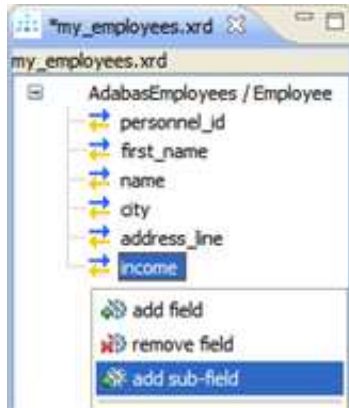 *my_employees.xrd
my_employees.xrd
AdabasEmployees / Employee
personnel_id
first_name
name
city
address_line
income
add field
remove field
add sub-field